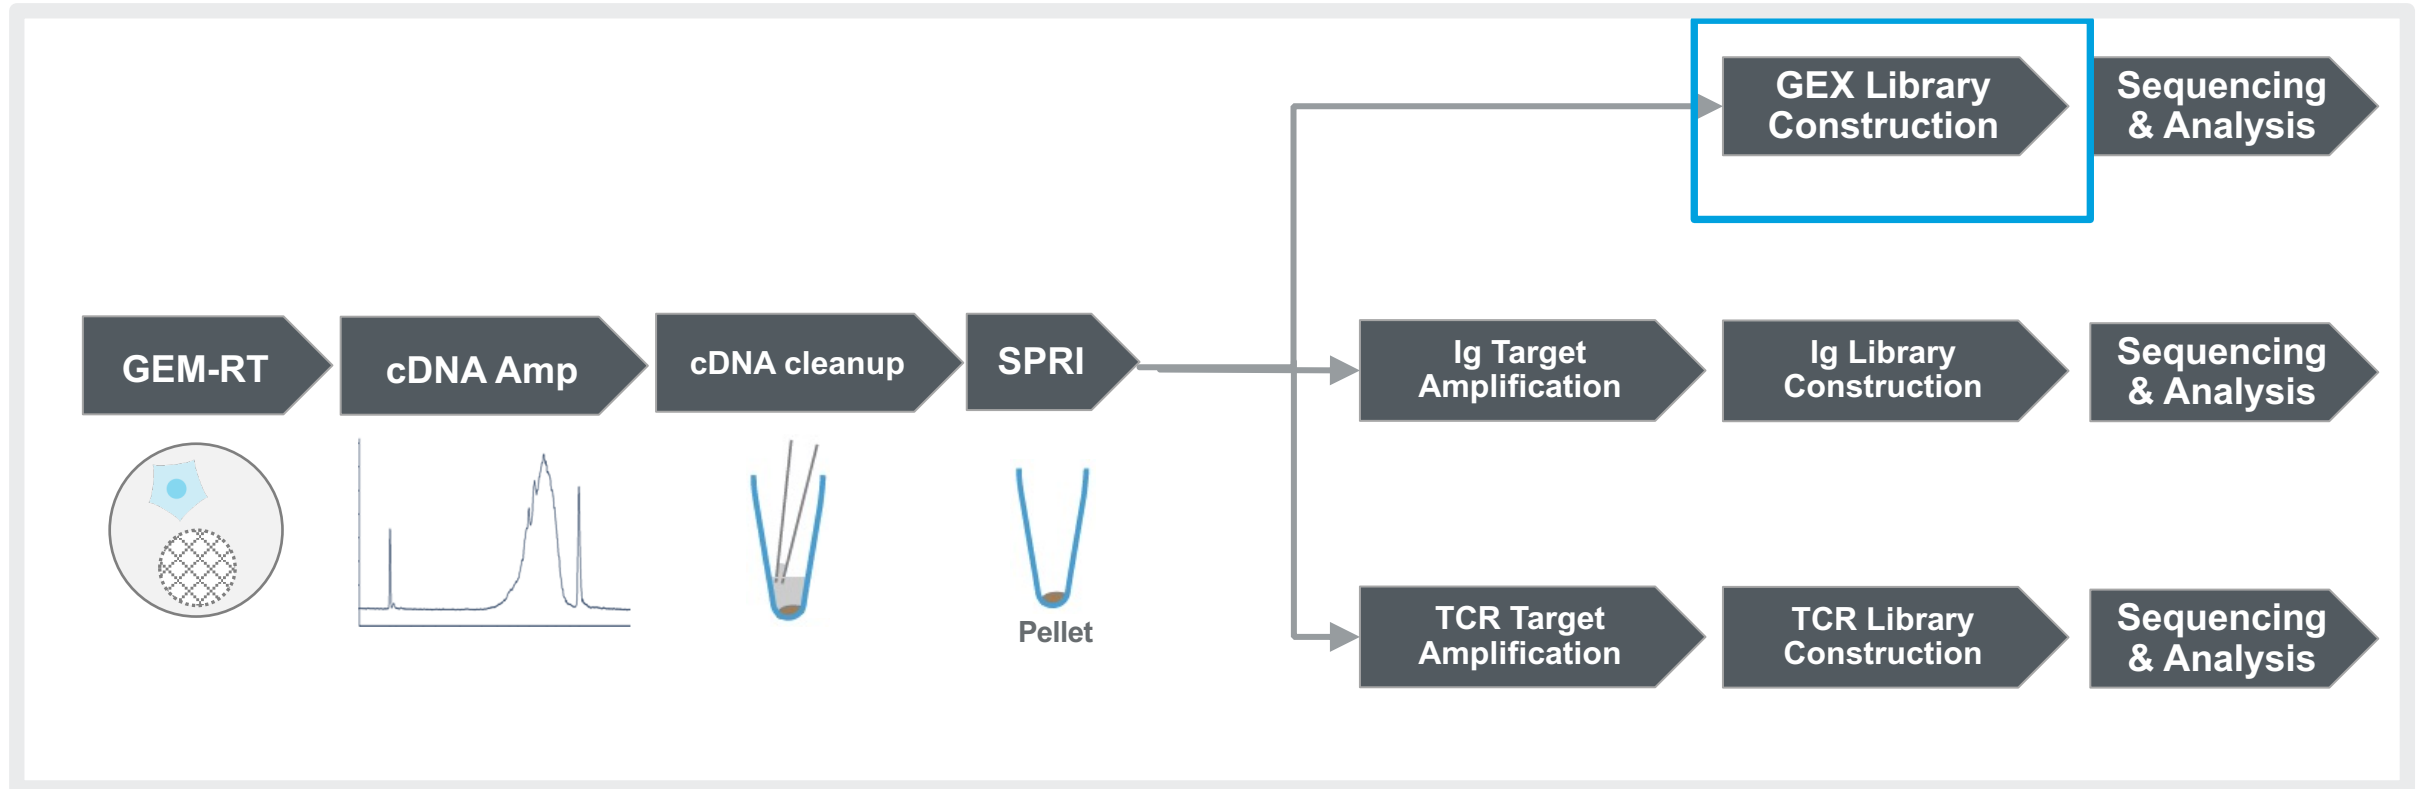 GEX Library
Construction
Sequencing
& Analysis
GEM-RT
cDNA Amp
cDNA cleanup
SPRI
Ig Target
Amplification
Ig Library
Construction
Sequencing
& Analysis
Pellet
TCR Target
Amplification
TCR Library
Construction
Sequencing
& Analysis